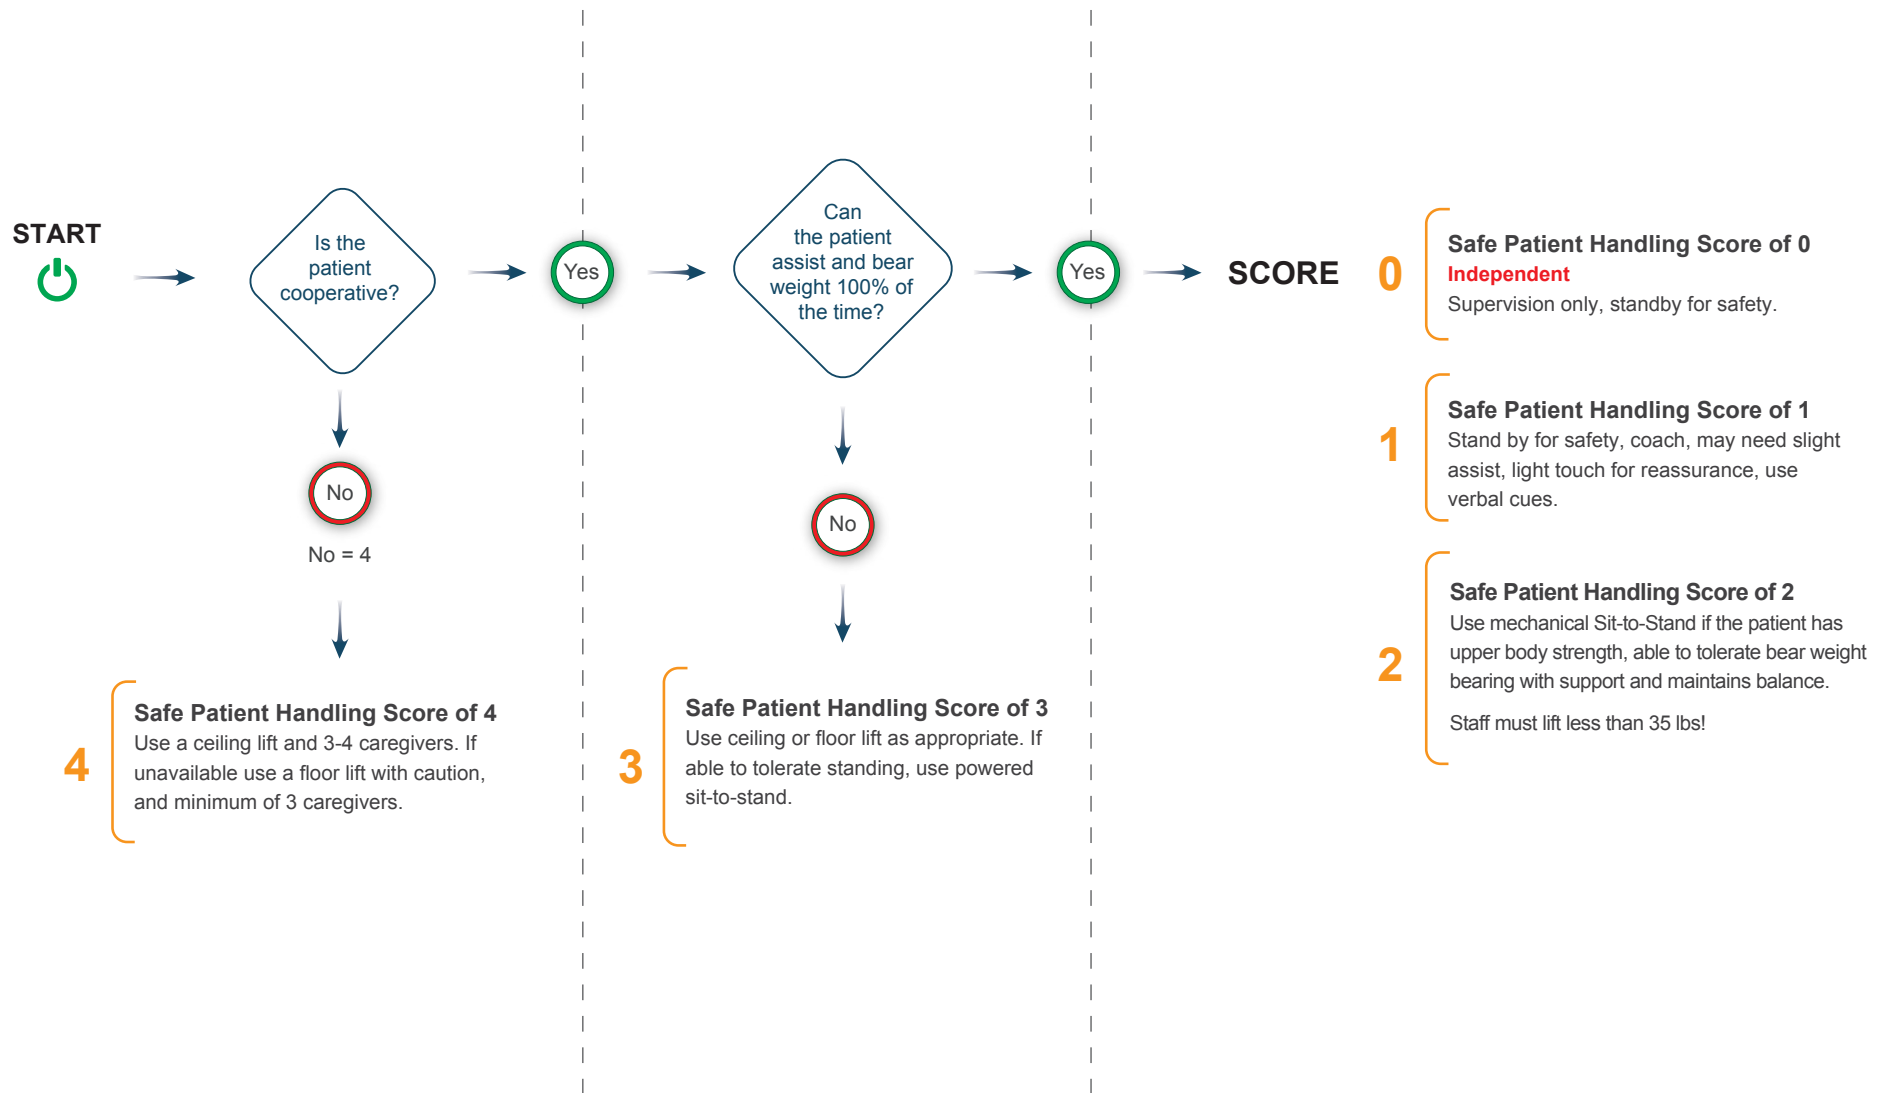 START
Is the
patient
cooperative?
Yes
No
No = 4
4
Safe Patient Handling Score of 4
Use a ceiling lift and 3-4 caregivers. If
unavailable use a floor lift with caution,
and minimum of 3 caregivers.
Can
the patient
assist and bear
weight 100% of
the time?
Yes
No
3
Safe Patient Handling Score of 3
Use ceiling or floor lift as appropriate. If
able to tolerate standing, use powered
sit-to-stand.
SCORE
0
Safe Patient Handling Score of 0
Independent
Supervision only, standby for safety.
1
Safe Patient Handling Score of 1
Stand by for safety, coach, may need slight
assist, light touch for reassurance, use
verbal cues.
2
Safe Patient Handling Score of 2
Use mechanical Sit-to-Stand if the patient has
upper body strength, able to tolerate bear weight
bearing with support and maintains balance.
Staff must lift less than 35 lbs!